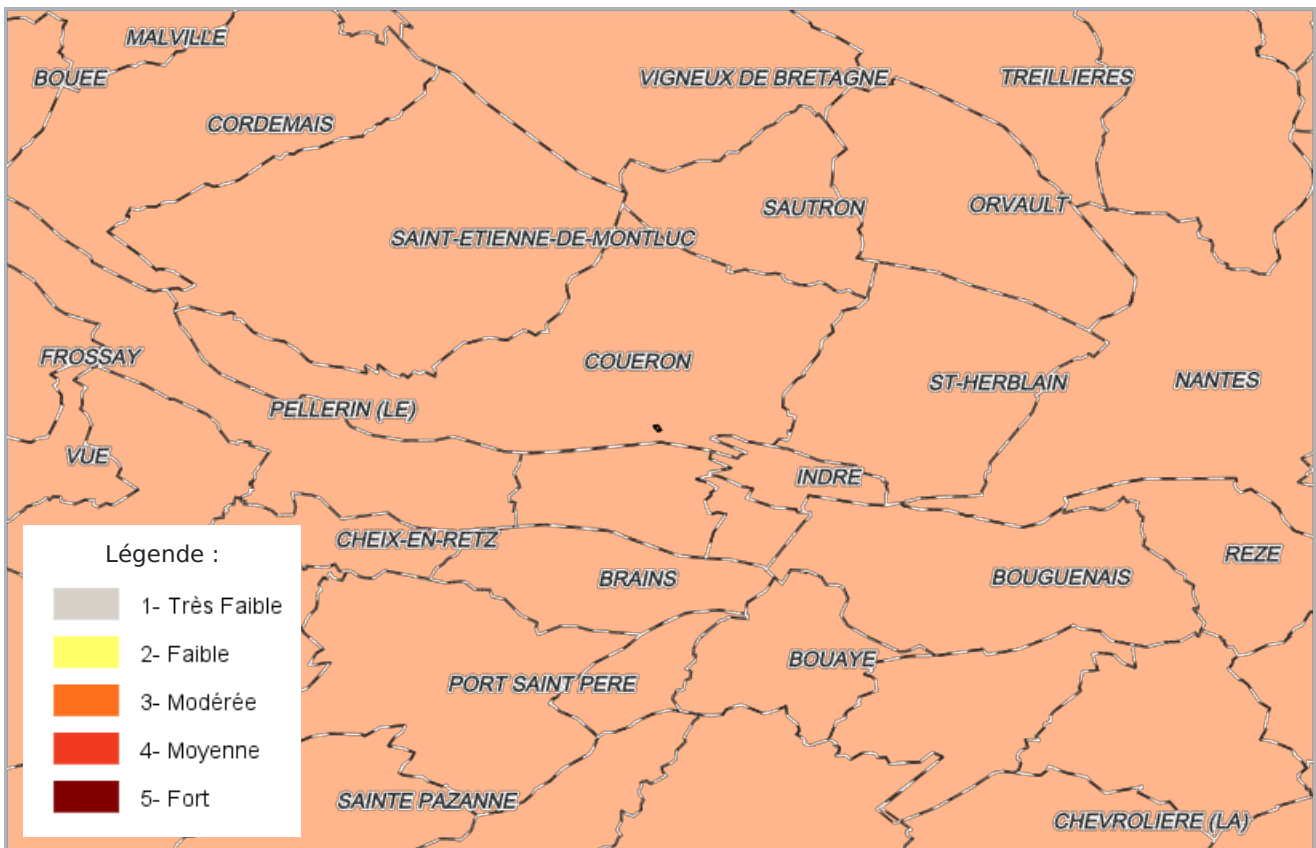 MALVILLE
BOUEE
VIGNEUX DE BRETAGNE
TREILLIERES
CORDEMAIS
SAUTRON
ORVAULT
SAINT-ETIENNE-DE-MONTLUC
FROSSAY
COUERON
ST-HERBLAIN
NANTES
PELLERIN (LE)
VUE
INDRE
CHEIX-EN-RETZ
REZE
BRAINS
BOUGUENAIS
BOUAYE
PORT SAINT PERE
SAINTE PAZANNE
CHEVROLIERE (LA)
Légende :
1- Très Faible
2- Faible
3- Modérée
4- Moyenne
5- Fort